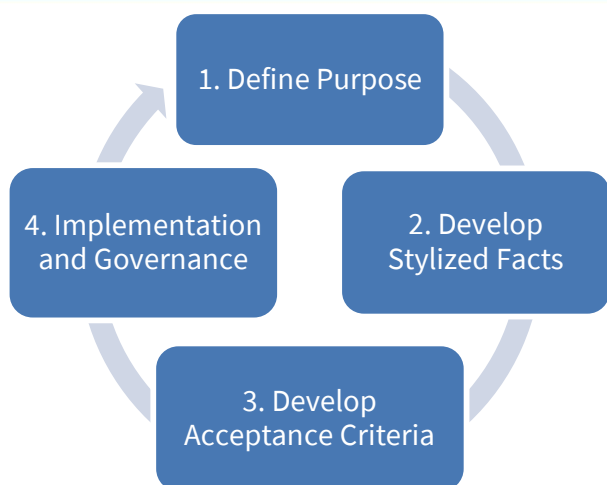 1. Define Purpose
2. Develop
Stylized Facts
3. Develop
Acceptance Criteria
4. Implementation
and Governance